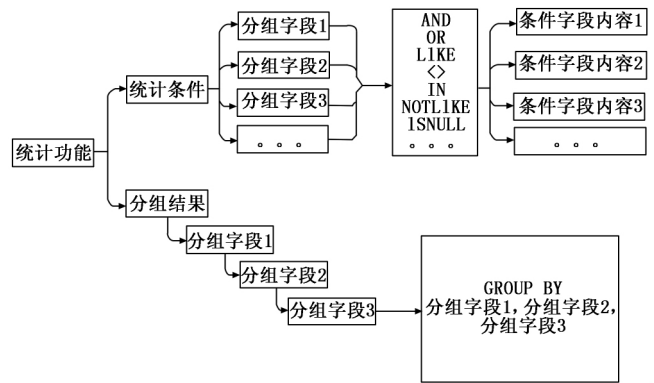 统计功能
统计条件
分组字段1
分组字段2
分组字段3
。。。
AND
OR
L1KE
<>
IN
NOTL1KE
1SNULL
。。。
条件字段内容1
条件字段内容2
条件字段内容3
。。。
分组结果
分组字段1
分组字段2
分组字段3
GROUP BY
分组字段1,分组字段2,
分组字段3